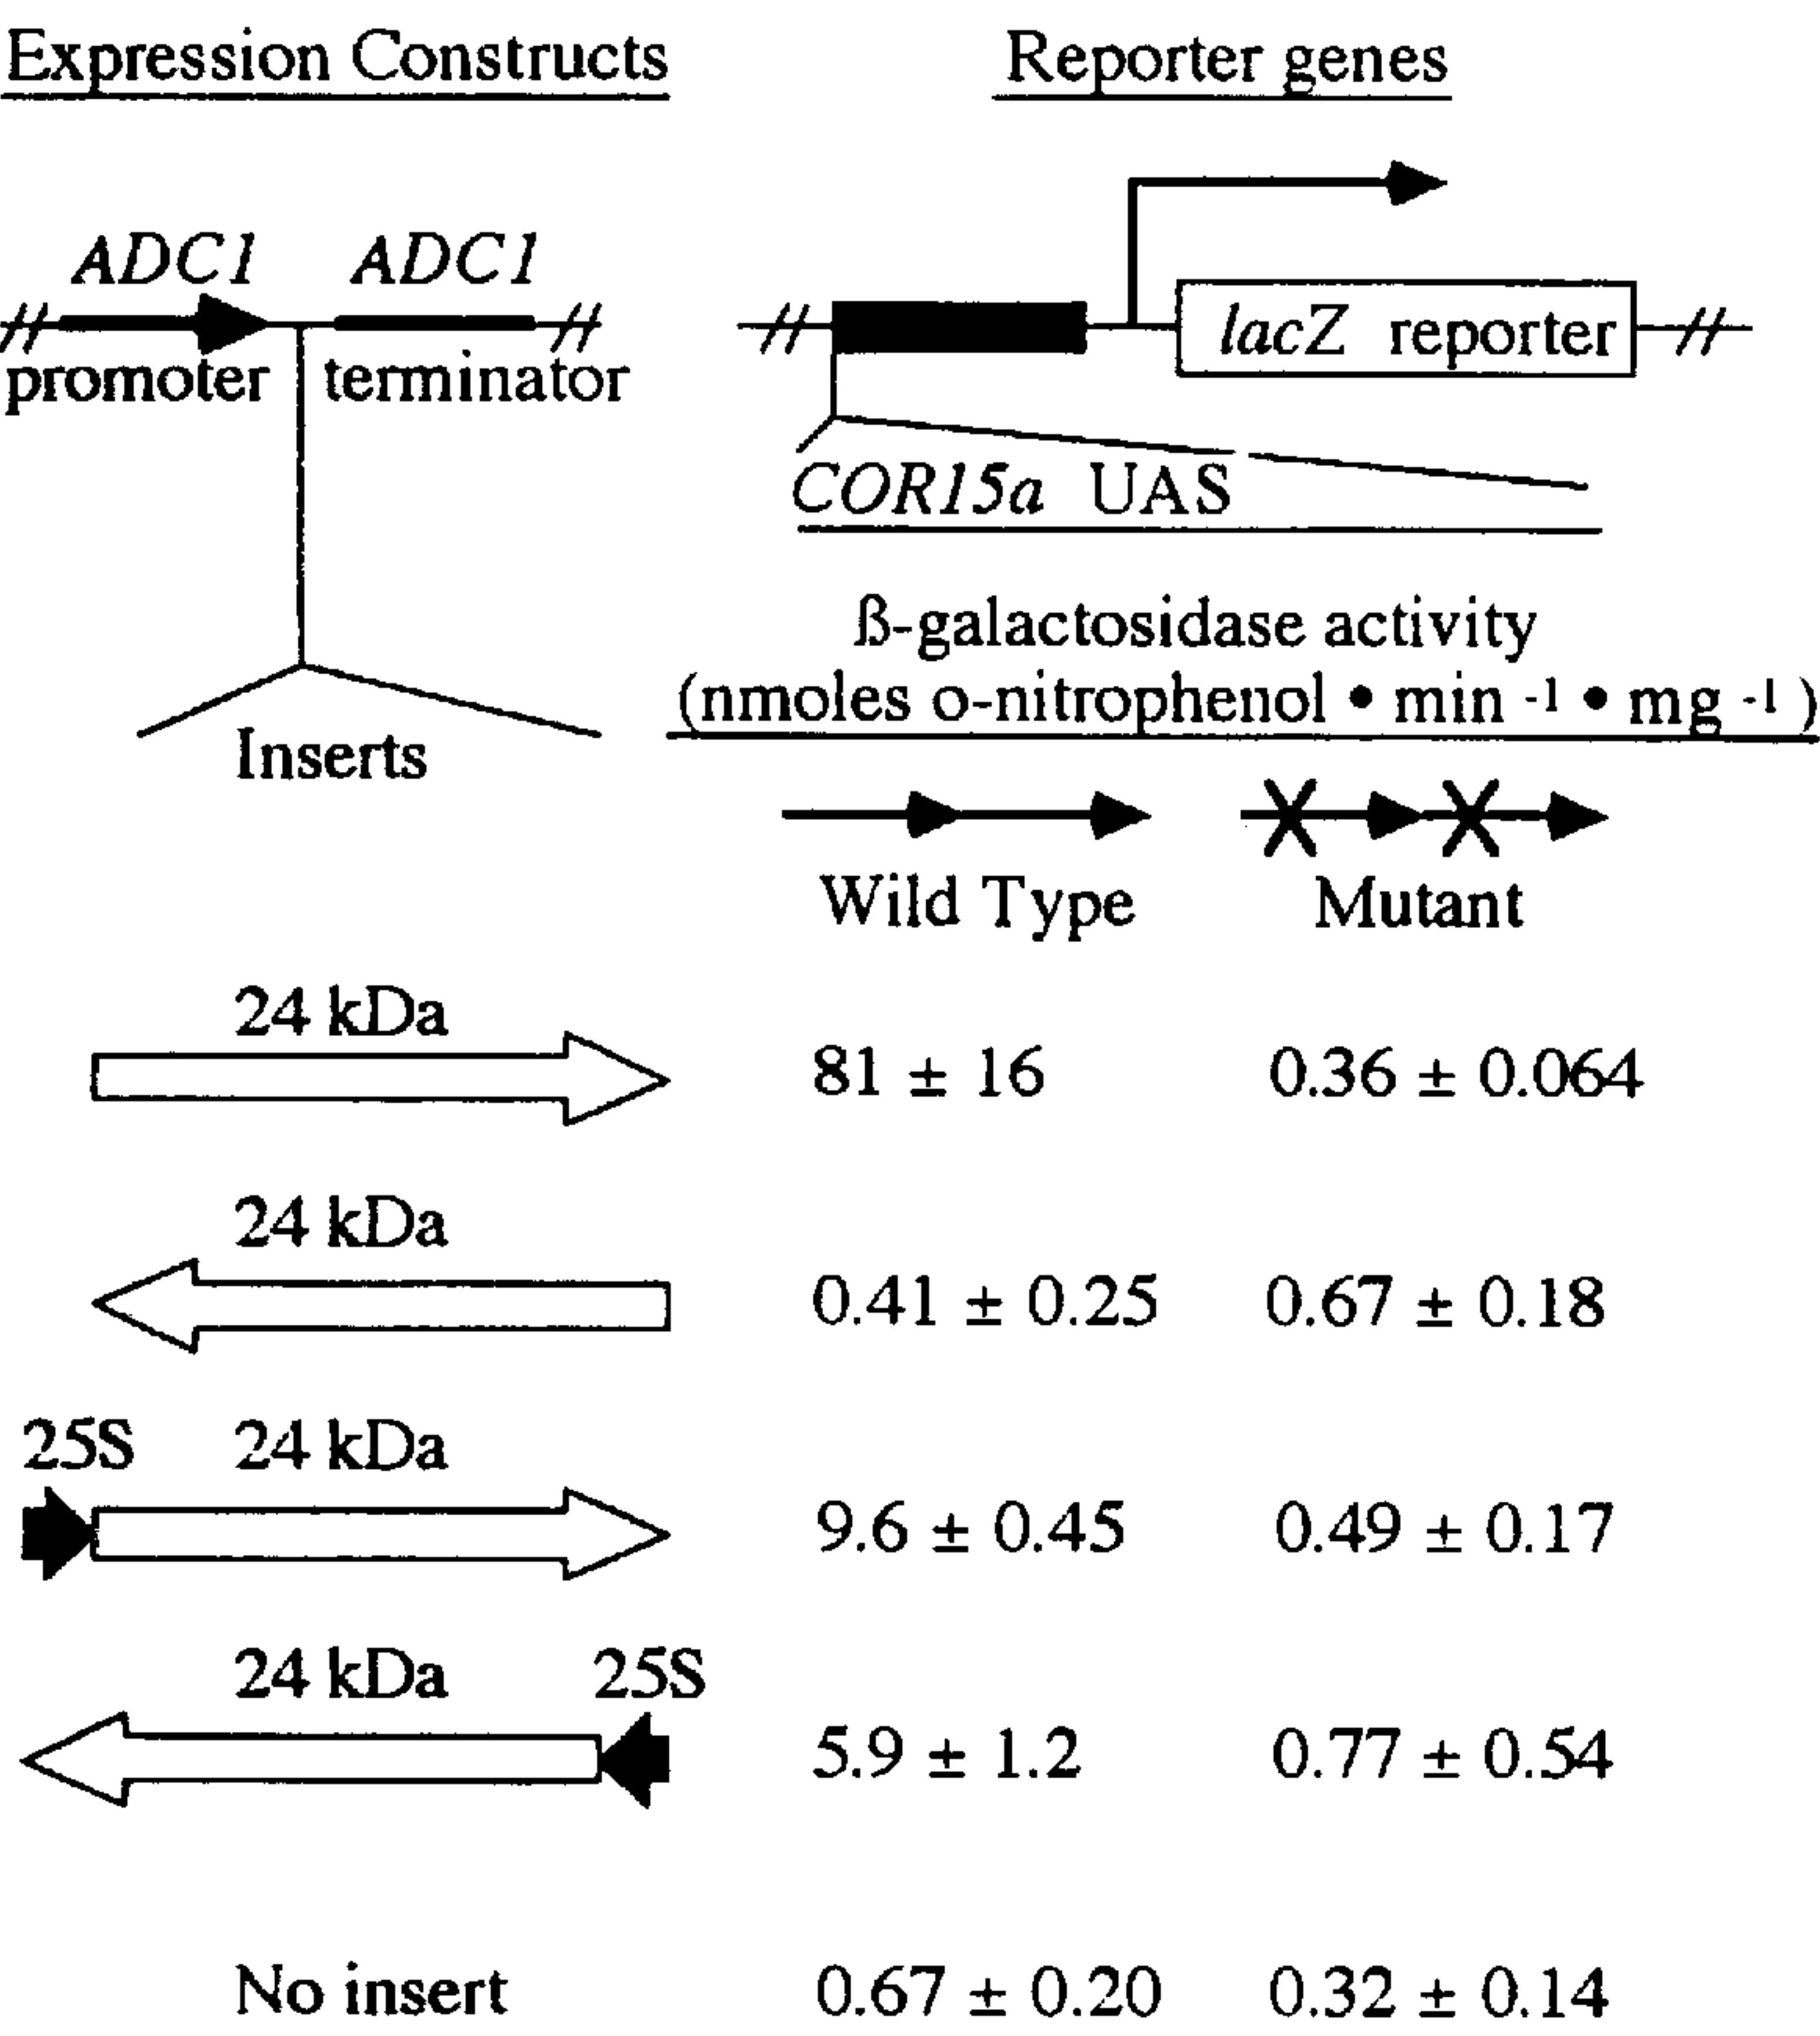 Expression Constructs Reporter genes
ADC1 ADC1
promoter terminator
lacZ reporter
COR15a UAS
ß-galactosidase activity
(nmoles o-nitrophenol • min -1 • mg -1 )
Inserts
Wild Type Mutant
24 kDa
81 ± 16 0.36 ± 0.064
24 kDa
0.41 ± 0.25 0.67 ± 0.18
25S 24 kDa
9.6 ± 0.45 0.49 ± 0.17
24 kDa 25S
5.9 ± 1.2 0.77 ± 0.54
No insert 0.67 ± 0.20 0.32 ± 0.14